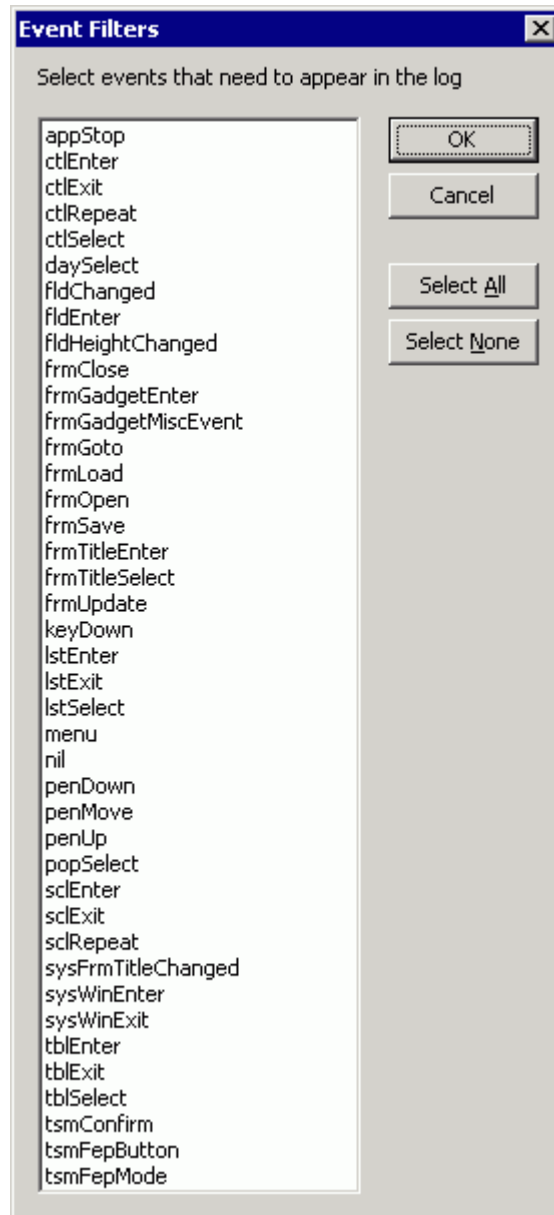 Event Filters
Select events that need to appear in the log
appStop
ctlEnter
ctlExit
ctlRepeat
ctlSelect
daySelect
fldChanged
fldEnter
fldHeightChanged
frmClose
frmGadgetEnter
frmGadgetMiscEvent
frmGoto
frmLoad
frmOpen
frmSave
frmTitleEnter
frmTitleSelect
frmUpdate
keyDown
lstEnter
lstExit
lstSelect
menu
nil
penDown
penMove
penUp
popSelect
sclEnter
sclExit
sclRepeat
sysFrmTitleChanged
sysWinEnter
sysWinExit
tblEnter
tblExit
tblSelect
tsmConfirm
tsmFepButton
tsmFepMode
OK
Cancel
Select All
Select None